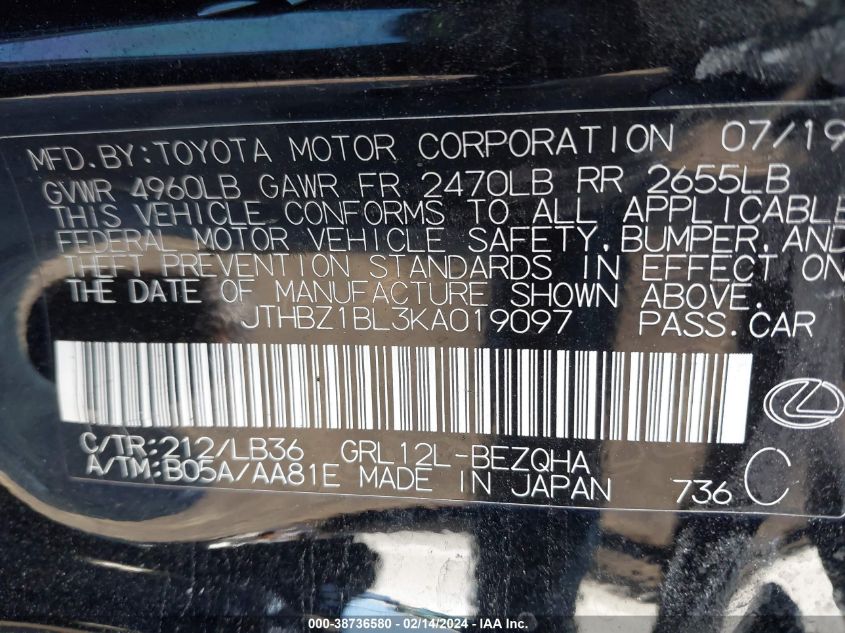 MFD.BY:TOYOTA MOTOR CORPORATION 07/19
GVWR 4960LB GAWR FR 2470LB RR 2655LB
THIS VEHICLE CONFORMS TO ALL APPLICABLE
FEDERAL MOTOR VEHICLE SAFETY,BUMPER,AND
THEFT PREVENTION STANDARDS IN EFFECT ON
THE DATE OF MANUFACTURE SHOWN ABOVE.
JTHBZ1BL3KA019097 PASS.CAR
C/TR:212/LB36 GRL12L-BEZQHA
A/TM:B05A/AA81E MADE IN JAPAN 736 C
000-38736580 - 02/14/2024 - IAA Inc.